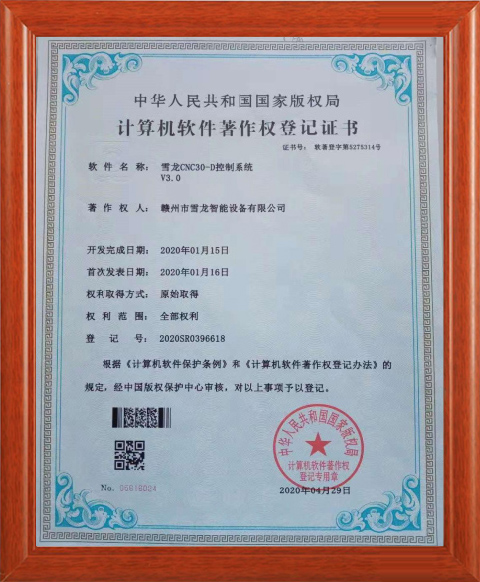 中华人民共和国国家版权局
计算机软件著作权登记证书
证书号： 软著登字第5275314号
软件名称： 雪龙CNC30-D控制系统
V3.0
著作权人： 赣州市雪龙智能设备有限公司
开发完成日期： 2020年01月15日
首次发表日期： 2020年01月16日
权利取得方式： 原始取得
权利范围： 全部权利
登记号： 2020SR0396618
根据《计算机软件保护条例》和《计算机软件著作权登记办法》的
规定，经中国版权保护中心审核，对以上事项予以登记。
中华人民共和国国家版权局
计算机软件著作权
登记专用章
No.
2020年04月29日